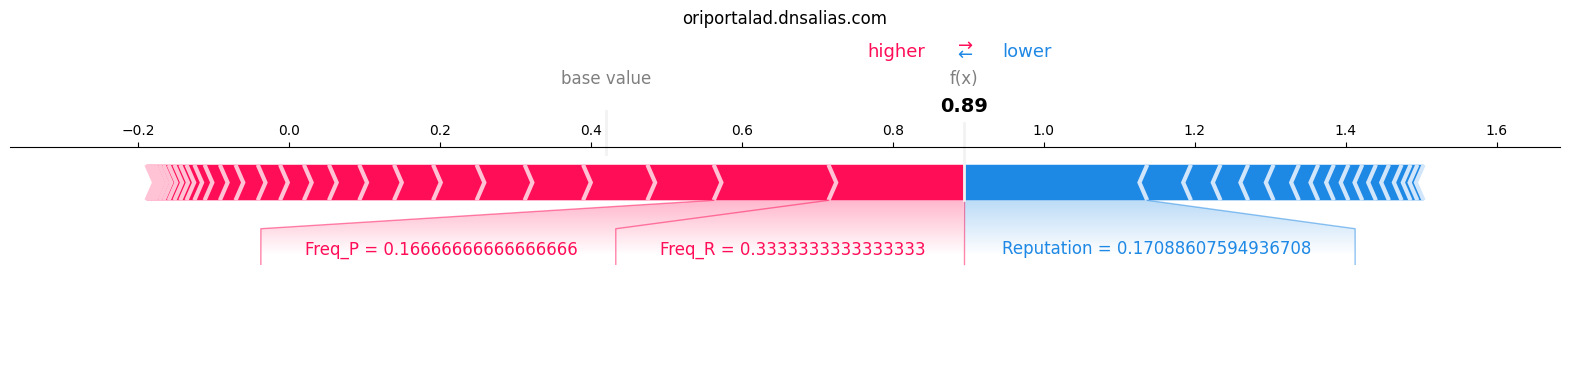 oriportalad.dnsalias.com
higher → ← lower
base value f(x)
0.89
−0.2 0.0 0.2 0.4 0.6 0.8 1.0 1.2 1.4 1.6
Freq_P = 0.16666666666666666 Freq_R = 0.3333333333333333 Reputation = 0.17088607594936708